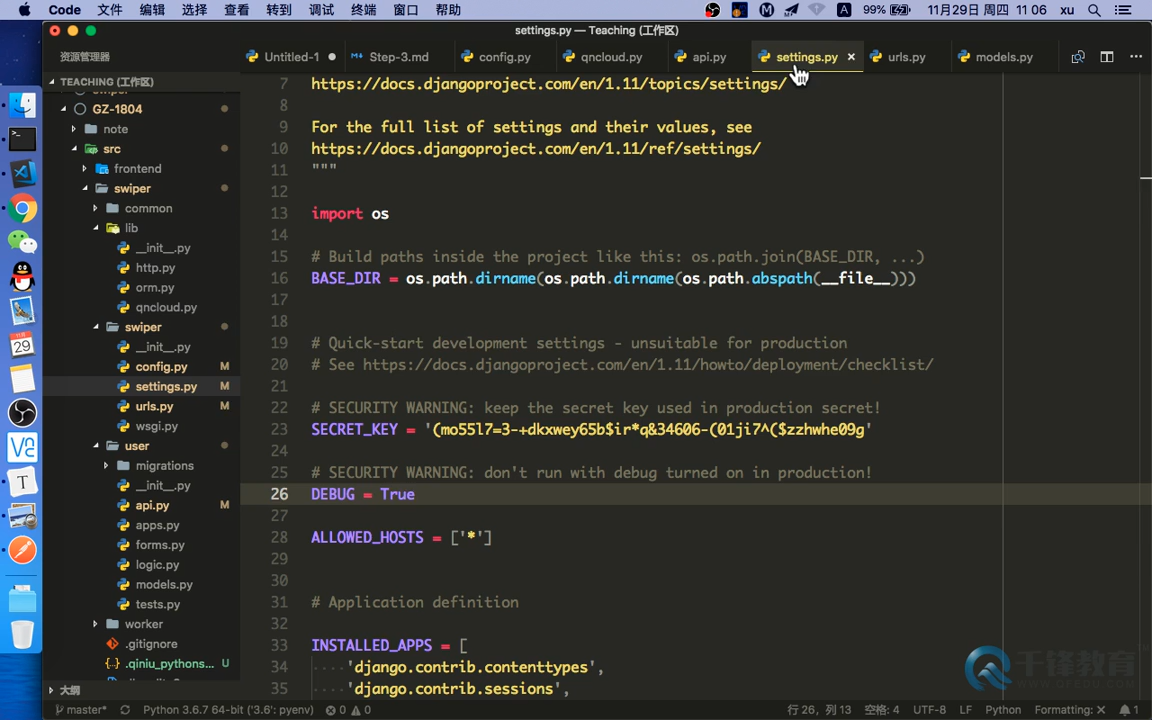 Code 文件 编辑 选择 查看 转到 调试 终端 窗口 帮助 99% 11月29日 周四 11 06 xu
settings.py — Teaching (工作区)
资源管理器
Untitled-1 Step-3.md config.py qncloud.py api.py settings.py urls.py models.py
TEACHING (工作区)
GZ-1804
note
src
frontend
swiper
common
lib
__init__.py
http.py
orm.py
qncloud.py
swiper
__init__.py
config.py M
settings.py M
urls.py M
wsgi.py
user
migrations
__init__.py
api.py M
apps.py
forms.py
logic.py
models.py
tests.py
worker
.gitignore
.qiniu_pythons... U
大纲
7 https://docs.djangoproject.com/en/1.11/topics/settings/
8
9 For the full list of settings and their values, see
10 https://docs.djangoproject.com/en/1.11/ref/settings/
11 """
12
13 import os
14
15 # Build paths inside the project like this: os.path.join(BASE_DIR, ...)
16 BASE_DIR = os.path.dirname(os.path.dirname(os.path.abspath(__file__)))
17
18
19 # Quick-start development settings - unsuitable for production
20 # See https://docs.djangoproject.com/en/1.11/howto/deployment/checklist/
21
22 # SECURITY WARNING: keep the secret key used in production secret!
23 SECRET_KEY = '(mo55l7=3-+dkxwey65b$ir*q&34606-(01ji7^($zzhwhe09g'
24
25 # SECURITY WARNING: don't run with debug turned on in production!
26 DEBUG = True
27
28 ALLOWED_HOSTS = ['*']
29
30
31 # Application definition
32
33 INSTALLED_APPS = [
34 'django.contrib.contenttypes',
35 'django.contrib.sessions',
千锋教育
WWW.QFEDU.COM
master* Python 3.6.7 64-bit ('3.6': pyenv) 0 0 行 26，列 13 空格: 4 UTF-8 LF Python Formatting: × 1